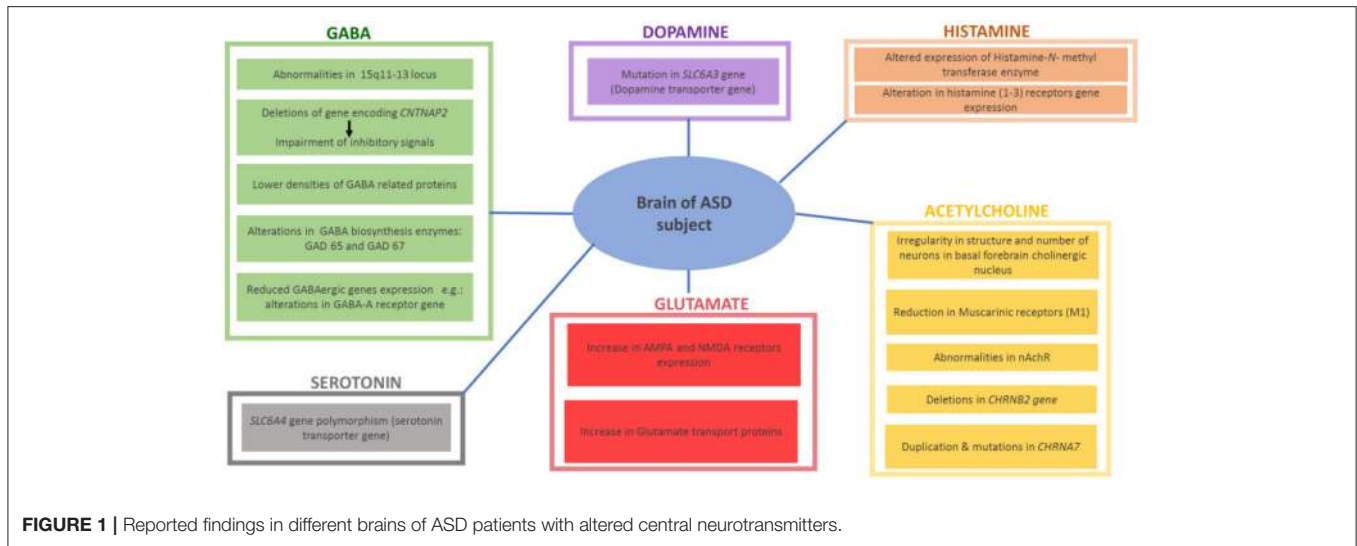 GABA
Abnormalities in 15q11-13 locus
Deletions of gene encoding CNTNAP2
Impairment of inhibitory signals
Lower densities of GABA related proteins
Alterations in GABA biosynthesis enzymes:
GAD 65 and GAD 67
Reduced GABAergic genes expression e.g.:
alterations in GABA-A receptor gene
DOPAMINE
Mutation in SLC6A3 gene
(Dopamine transporter gene)
HISTAMINE
Altered expression of Histamine-N- methyl
transferase enzyme
Alteration in histamine (1-3) receptors gene
expression
Brain of ASD
subject
ACETYLCHOLINE
Irregularity in structure and number of
neurons in basal forebrain cholinergic
nucleus
Reduction in Muscarinic receptors (M1)
Abnormalities in nAchR
Deletions in CHRNB2 gene
Duplication & mutations in CHRNA7
GLUTAMATE
Increase in AMPA and NMDA receptors
expression
Increase in Glutamate transport proteins
SEROTONIN
SLC6A4 gene polymorphism (serotonin
transporter gene)
FIGURE 1 | Reported findings in different brains of ASD patients with altered central neurotransmitters.